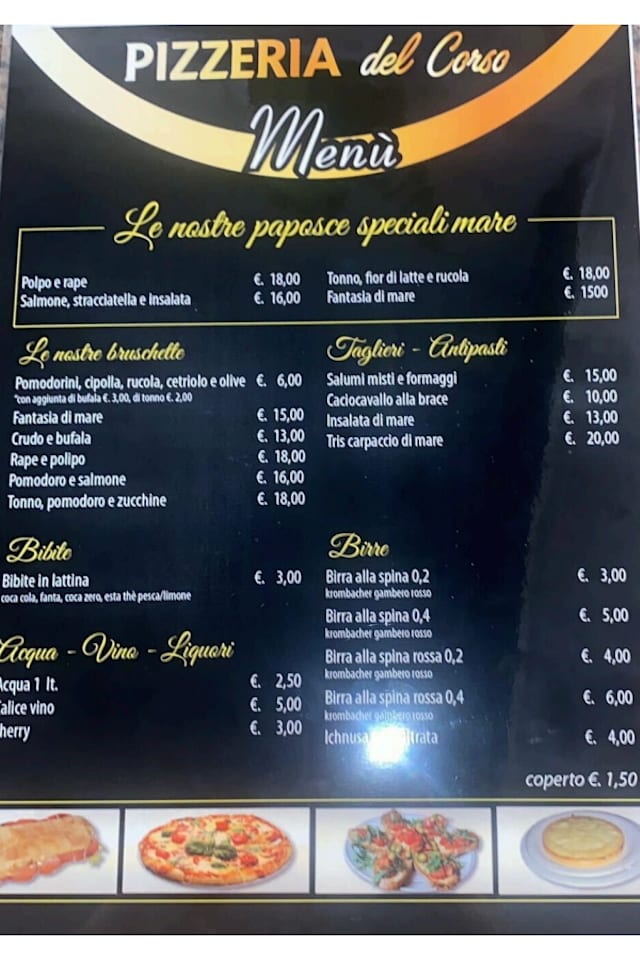 PIZZERIA del Corso
Menù
Le nostre paposce speciali mare
Polpo e rape €. 18,00
Salmone, stracciatella e insalata €. 16,00
Tonno, fior di latte e rucola €. 18,00
Fantasia di mare €. 1500
Le nostre bruschette
Pomodorini, cipolla, rucola, cetriolo e olive €. 6,00
*con aggiunta di bufala €. 3,00, di tonno €. 2,00
Fantasia di mare €. 15,00
Crudo e bufala €. 13,00
Rape e polipo €. 18,00
Pomodoro e salmone €. 16,00
Tonno, pomodoro e zucchine €. 18,00
Taglieri - Antipasti
Salumi misti e formaggi €. 15,00
Caciocavallo alla brace €. 10,00
Insalata di mare €. 13,00
Tris carpaccio di mare €. 20,00
Bibite
Bibite in lattina €. 3,00
coca cola, fanta, coca zero, esta thè pesca/limone
Acqua - Vino - Liquori
Acqua 1 lt. €. 2,50
alice vino €. 5,00
herry €. 3,00
Birre
Birra alla spina 0,2 €. 3,00
krombacher gambero rosso
Birra alla spina 0,4 €. 5,00
krombacher gambero rosso
Birra alla spina rossa 0,2 €. 4,00
krombacher gambero rosso
Birra alla spina rossa 0,4 €. 6,00
krombacher gambero rosso
Ichnusa €. 4,00
coperto €. 1,50